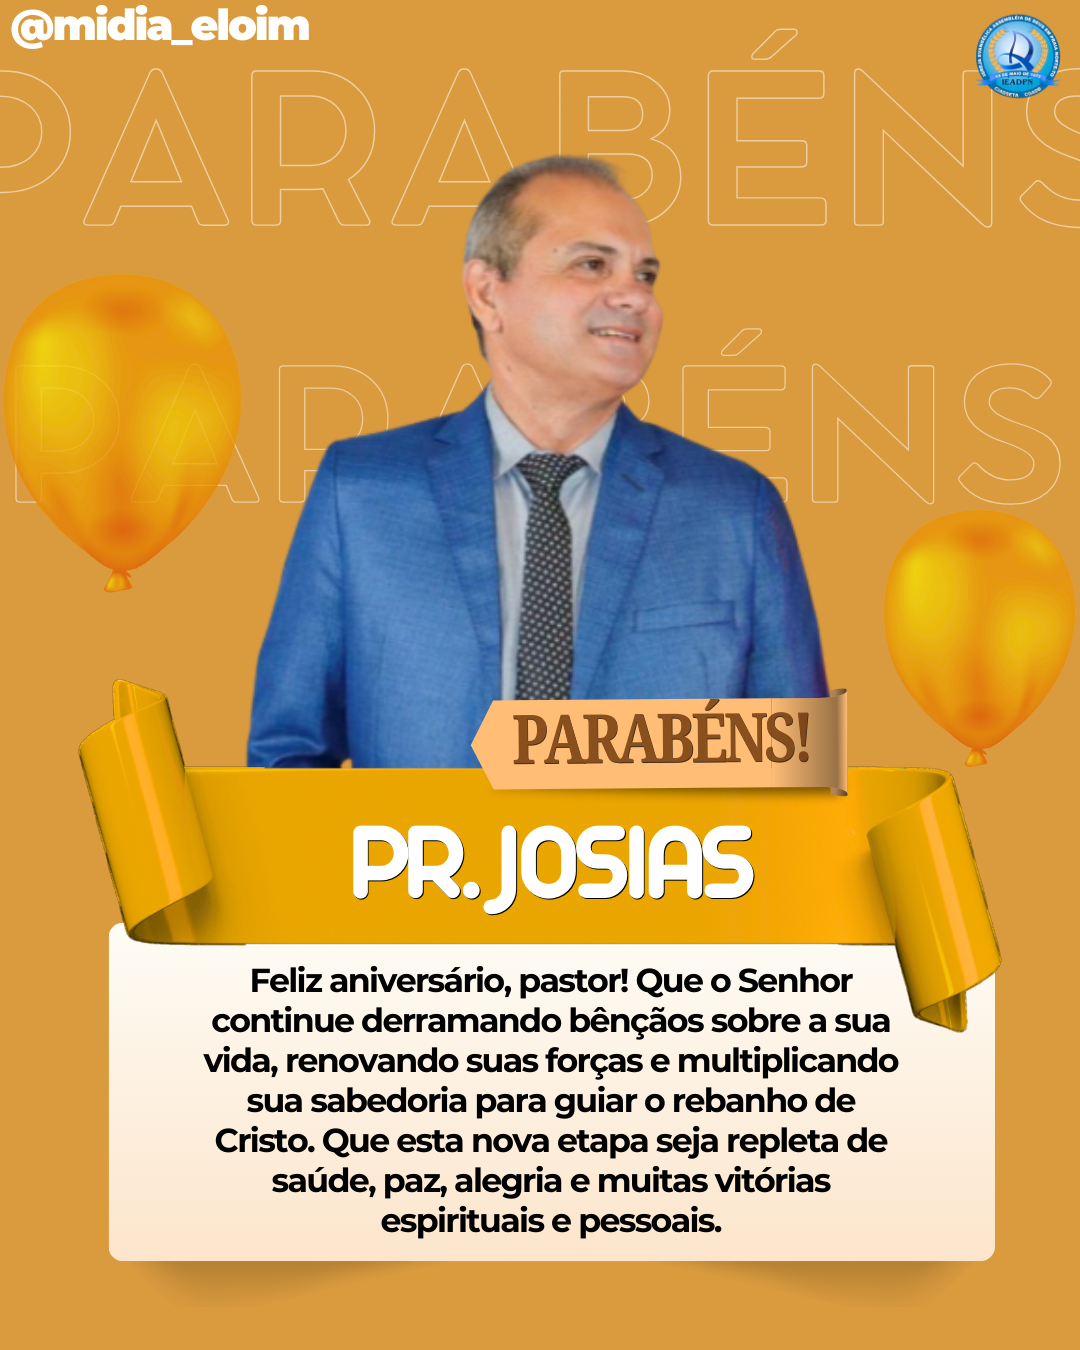 @midia_eloim
PARABÉNS
PARABÉNS
PARABÉNS!
PR. JOSIAS
Feliz aniversário, pastor! Que o Senhor
continue derramando bênçãos sobre a sua
vida, renovando suas forças e multiplicando
sua sabedoria para guiar o rebanho de
Cristo. Que esta nova etapa seja repleta de
saúde, paz, alegria e muitas vitórias
espirituais e pessoais.
IEADPN